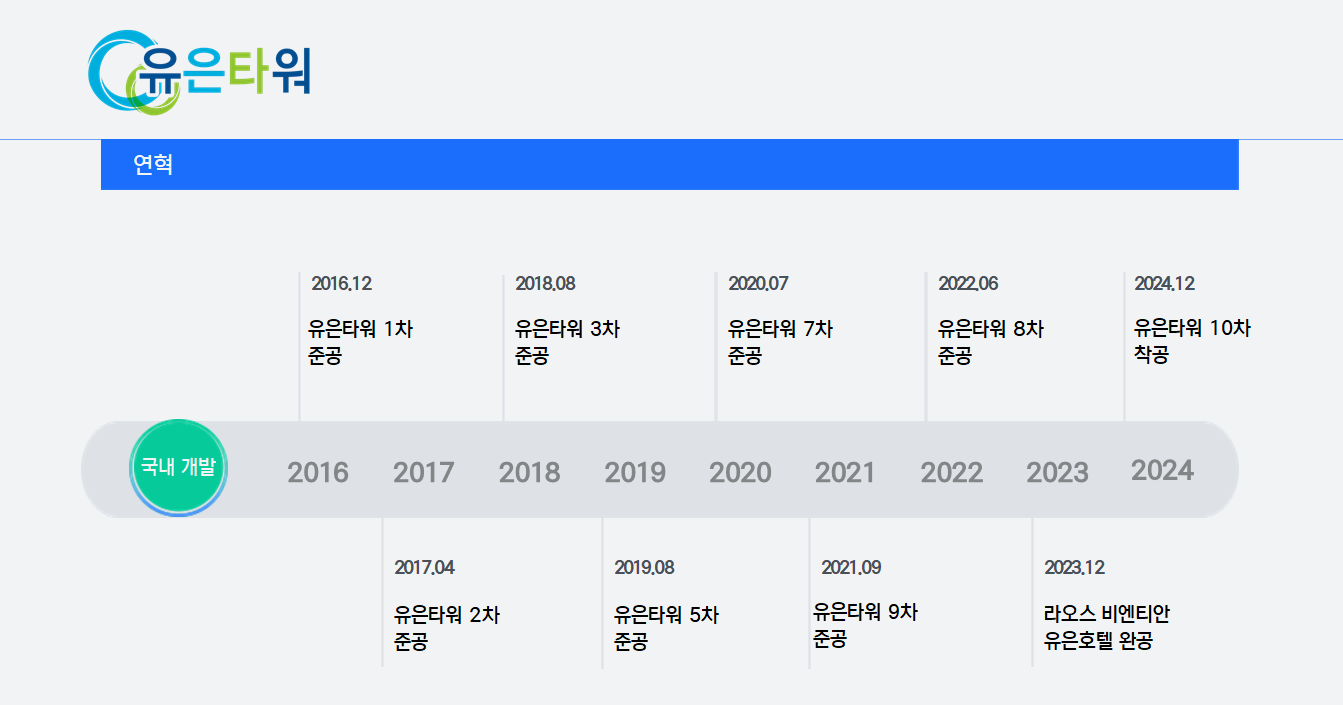 유은타워
연혁
2016.12
유은타워 1차
준공
2018.08
유은타워 3차
준공
2020.07
유은타워 7차
준공
2022.06
유은타워 8차
준공
2024.12
유은타워 10차
착공
국내 개발
2016 2017 2018 2019 2020 2021 2022 2023 2024
2017.04
유은타워 2차
준공
2019.08
유은타워 5차
준공
2021.09
유은타워 9차
준공
2023.12
라오스 비엔티안
유은호텔 완공